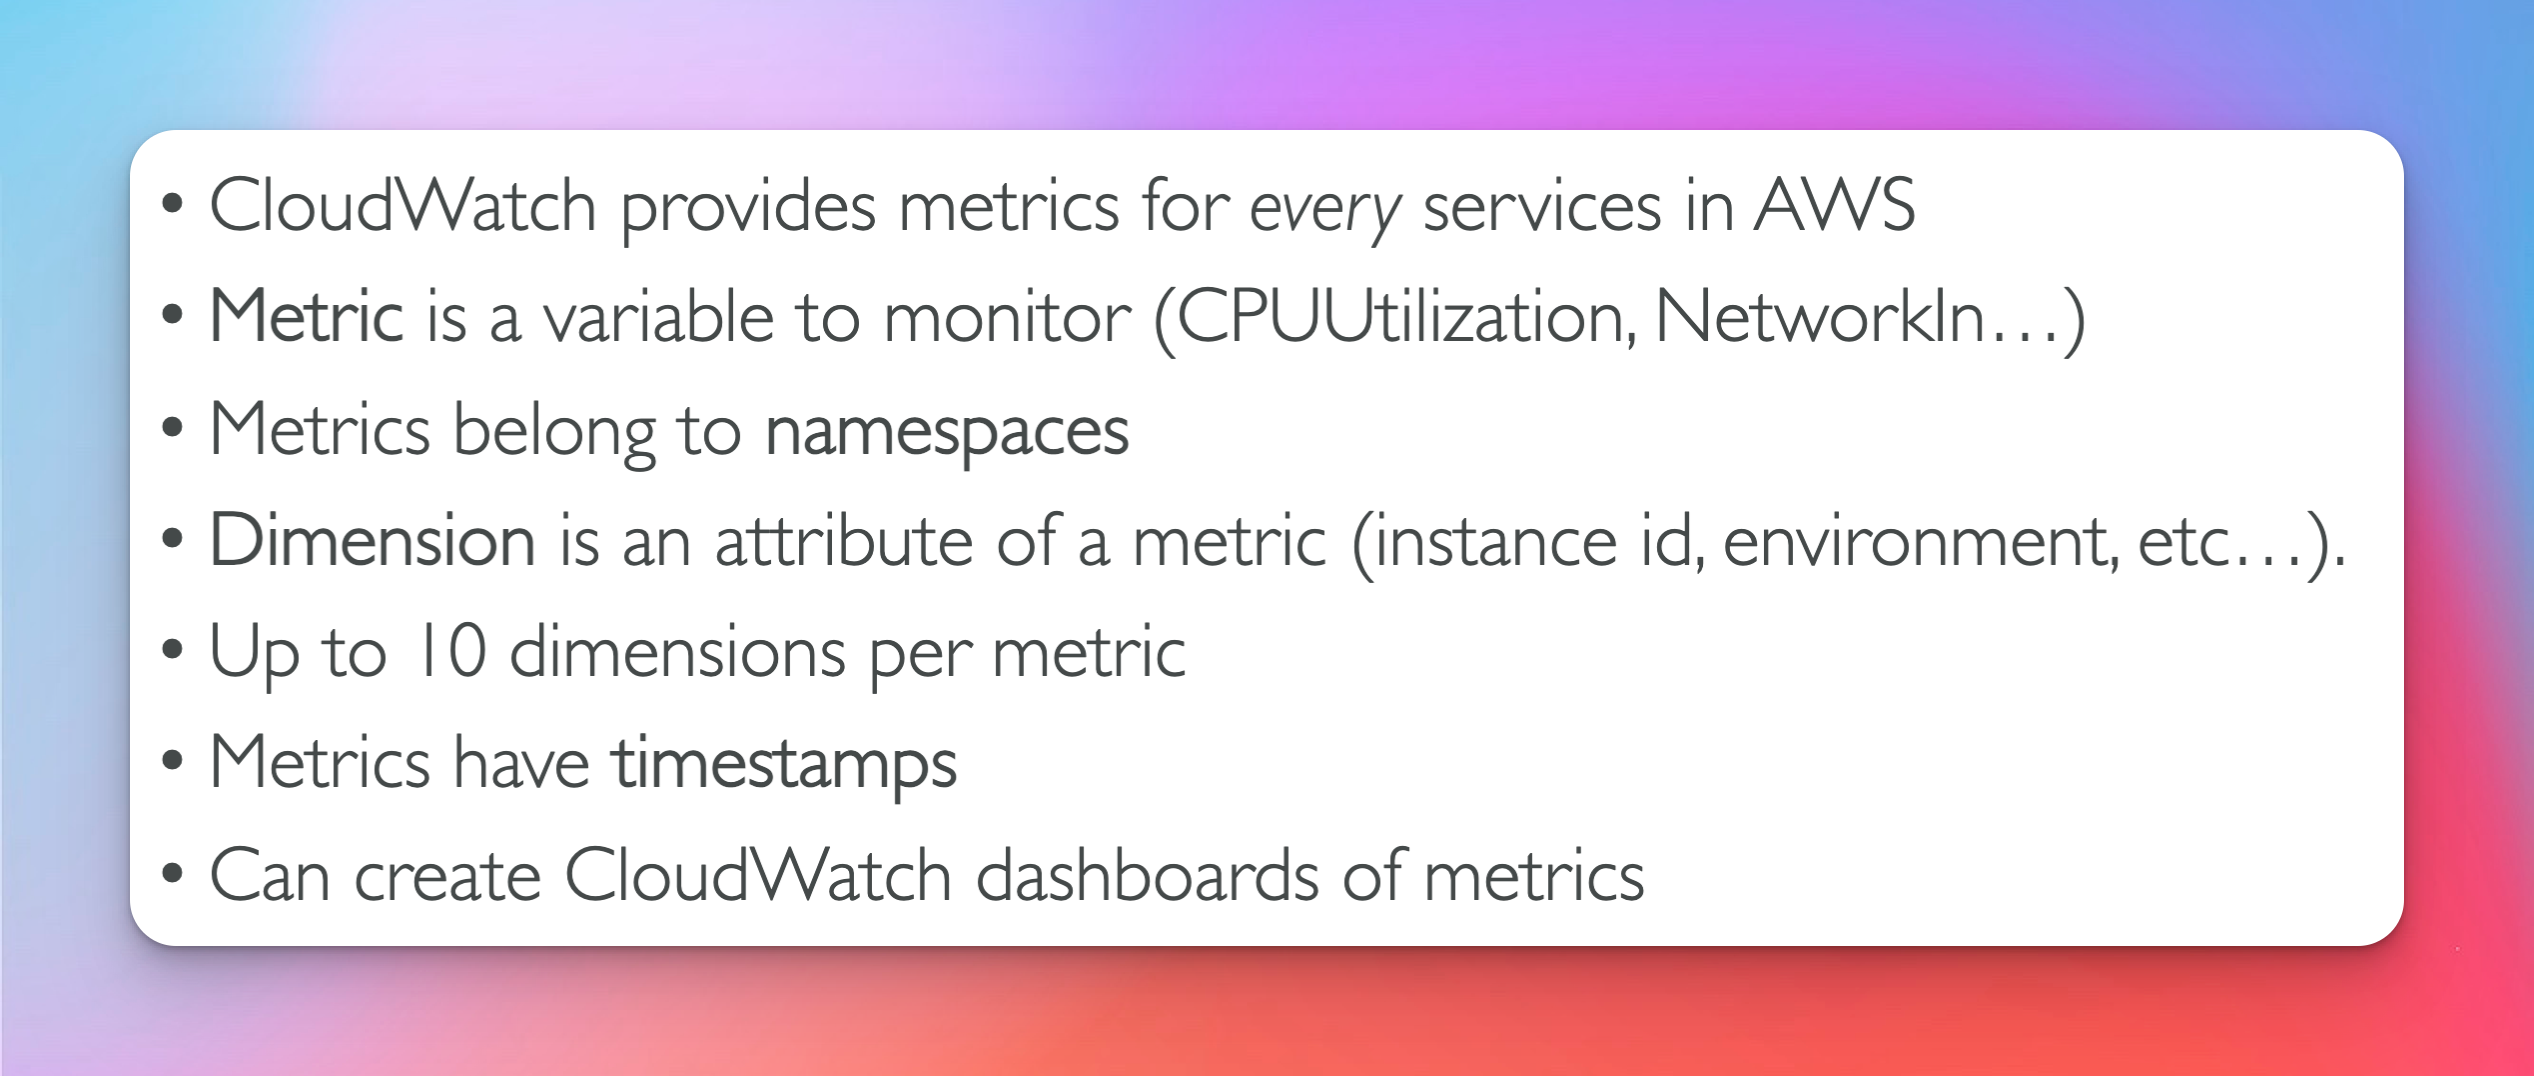 • CloudWatch provides metrics for every services in AWS
• Metric is a variable to monitor (CPUUtilization, NetworkIn…)
• Metrics belong to namespaces
• Dimension is an attribute of a metric (instance id, environment, etc…).
• Up to 10 dimensions per metric
• Metrics have timestamps
• Can create CloudWatch dashboards of metrics